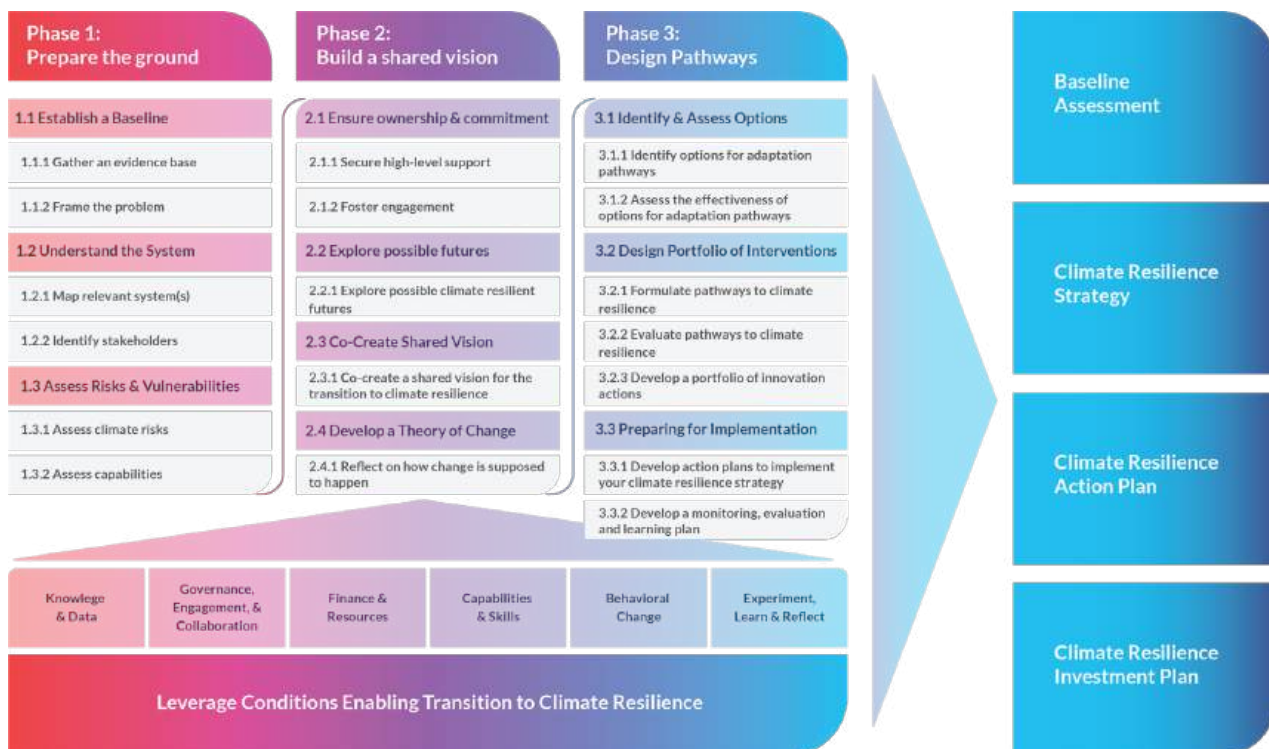 Phase 1:
Prepare the ground
1.1 Establish a Baseline
1.1.1 Gather an evidence base
1.1.2 Frame the problem
1.2 Understand the System
1.2.1 Map relevant system(s)
1.2.2 Identify stakeholders
1.3 Assess Risks & Vulnerabilities
1.3.1 Assess climate risks
1.3.2 Assess capabilities
Phase 2:
Build a shared vision
2.1 Ensure ownership & commitment
2.1.1 Secure high-level support
2.1.2 Foster engagement
2.2 Explore possible futures
2.2.1 Explore possible climate resilient
futures
2.3 Co-Create Shared Vision
2.3.1 Co-create a shared vision for the
transition to climate resilience
2.4 Develop a Theory of Change
2.4.1 Reflect on how change is supposed
to happen
Phase 3:
Design Pathways
3.1 Identify & Assess Options
3.1.1 Identify options for adaptation
pathways
3.1.2 Assess the effectiveness of
options for adaptation pathways
3.2 Design Portfolio of Interventions
3.2.1 Formulate pathways to climate
resilience
3.2.2 Evaluate pathways to climate
resilience
3.2.3 Develop a portfolio of innovation
actions
3.3 Preparing for Implementation
3.3.1 Develop action plans to implement
your climate resilience strategy
3.3.2 Develop a monitoring, evaluation
and learning plan
Knowlege
& Data
Governance,
Engagement, &
Collaboration
Finance &
Resources
Capabilities
& Skills
Behavioral
Change
Experiment,
Learn & Reflect
Leverage Conditions Enabling Transition to Climate Resilience
Baseline
Assessment
Climate Resilience
Strategy
Climate Resilience
Action Plan
Climate Resilience
Investment Plan